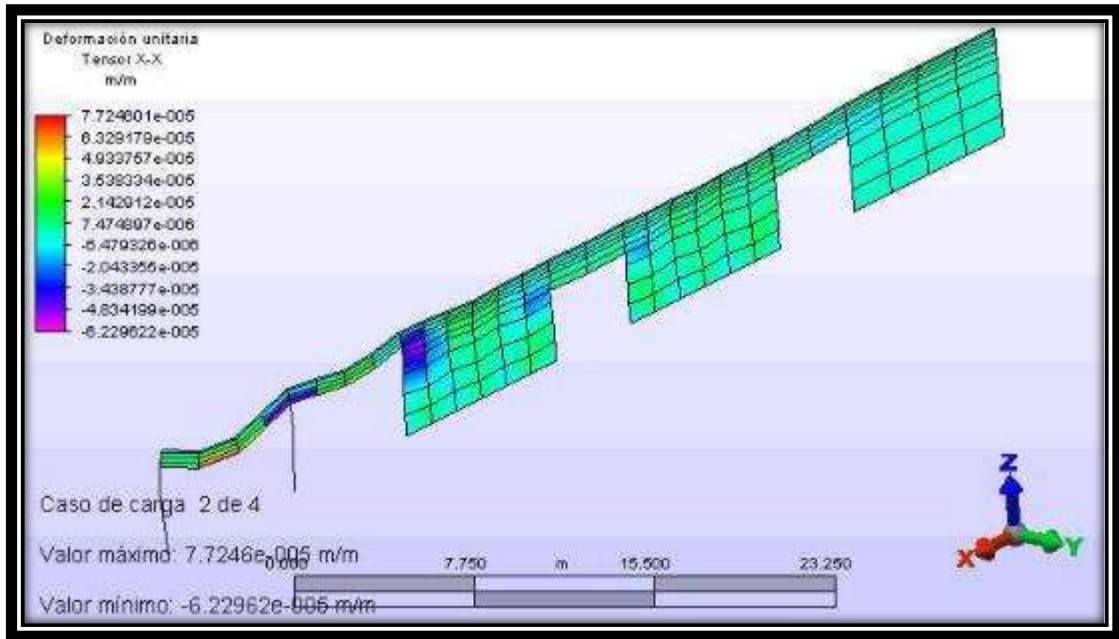 Deformación unitaria
Tensor X-X
m/m
7.724601e-005
6.329179e-005
4.933757e-005
3.538334e-005
2.142912e-005
7.474897e-006
-6.479326e-006
-2.043355e-005
-3.438777e-005
-4.834199e-005
-6.229622e-005
Caso de carga 2 de 4
Valor máximo: 7.7246e-005 m/m
Valor mínimo: -6.22962e-005 m/m
0.000 7.750 m 15.500 23.250
Z
X
Y